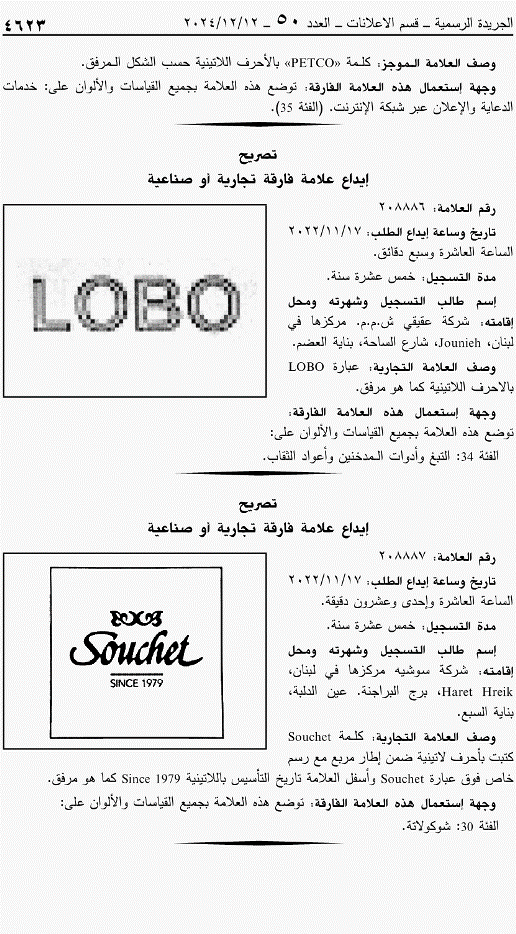 الجريدة الرسمية – قسم الاعلانات – العدد ٥٠ – ٢٠٢٤/١٢/١٢
٤٦٢٣
وصف العلامة الموجز: كلمة «PETCO» بالأحرف اللاتينية حسب الشكل المرفق.
وجهة إستعمال هذه العلامة الفارقة: توضع هذه العلامة بجميع القياسات والألوان على: خدمات
الدعاية والإعلان عبر شبكة الإنترنت. (الفئة 35).
تصريح
إيداع علامة فارقة تجارية أو صناعية
رقم العلامة: ٢٠٨٨٨٦
تاريخ وساعة إيداع الطلب: ٢٠٢٢/١١/١٧
الساعة العاشرة وسبع دقائق.
مدة التسجيل: خمس عشرة سنة.
إسم طالب التسجيل وشهرته ومحل
إقامته: شركة عقيقي ش.م.م. مركزها في
لبنان، Jounieh، شارع الساحة، بناية العضم.
وصف العلامة التجارية: عبارة LOBO
بالاحرف اللاتينية كما هو مرفق.
وجهة إستعمال هذه العلامة الفارقة:
توضع هذه العلامة بجميع القياسات والألوان على:
الفئة 34: التبغ وأدوات المدخنين وأعواد الثقاب.
LOBO
تصريح
إيداع علامة فارقة تجارية أو صناعية
رقم العلامة: ٢٠٨٨٨٧
تاريخ وساعة إيداع الطلب: ٢٠٢٢/١١/١٧
الساعة العاشرة وإحدى وعشرون دقيقة.
مدة التسجيل: خمس عشرة سنة.
إسم طالب التسجيل وشهرته ومحل
إقامته: شركة سوشيه مركزها في لبنان،
Haret Hreik، برج البراجنة. عين الدلبة،
بناية السبع.
وصف العلامة التجارية: كلمة Souchet
كتبت بأحرف لاتينية ضمن إطار مربع مع رسم
خاص فوق عبارة Souchet وأسفل العلامة تاريخ التأسيس باللاتينية Since 1979 كما هو مرفق.
وجهة إستعمال هذه العلامة الفارقة: توضع هذه العلامة بجميع القياسات والألوان على:
الفئة 30: شوكولاتة.
Souchet
SINCE 1979